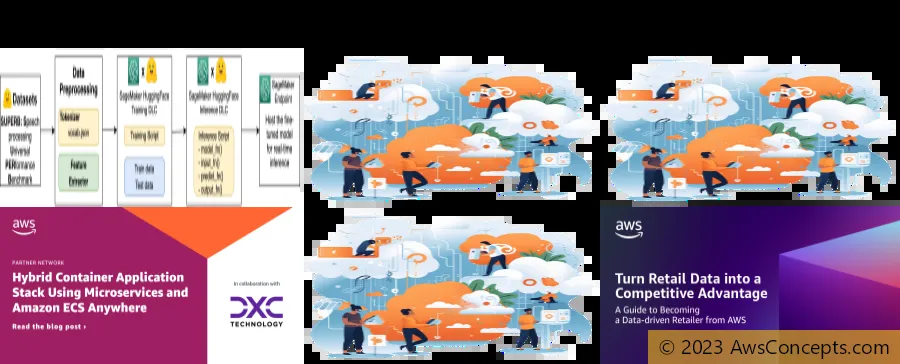 Datasets
SUPERB: Speech
processing
Universal
PERformance
Benchmark
Data
Preprocessing
Tokenizer
vocab.json
Feature
Extractor
X
SageMaker HuggingFace
Training DLC
Training Script
Train data
Test data
X
SageMaker HuggingFace
Inference DLC
Inference Script
- model_fn()
- input_fn()
- predict_fn()
- output_fn()
SageMaker
Endpoint
Host the fine-
tuned model
for real-time
inference
aws
PARTNER NETWORK
Hybrid Container Application
Stack Using Microservices and
Amazon ECS Anywhere
Read the blog post ›
In collaboration with
DXC
TECHNOLOGY
aws
Turn Retail Data into a
Competitive Advantage
A Guide to Becoming
a Data-driven Retailer from AWS
© 2023 AwsConcepts.com